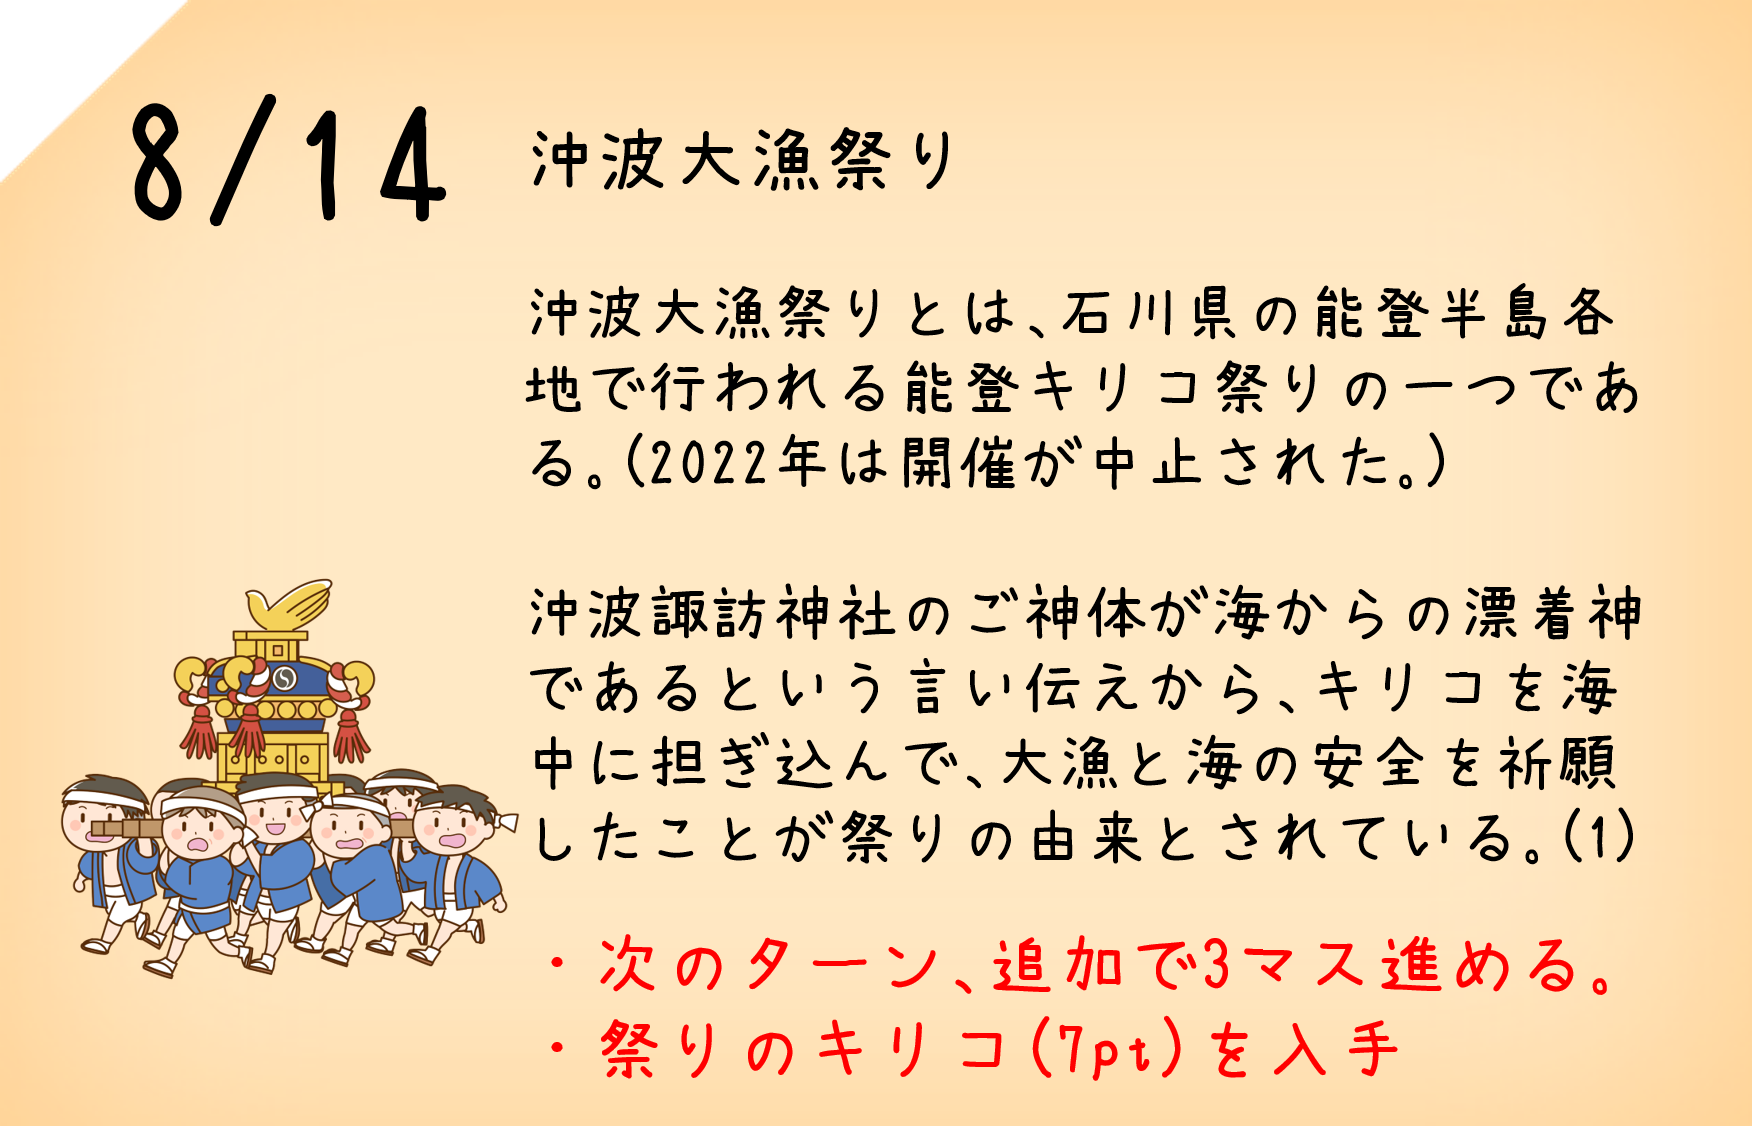 8/14
沖波大漁祭り
沖波大漁祭りとは、石川県の能登半島各
地で行われる能登キリコ祭りの一つであ
る。(2022年は開催が中止された。)
沖波諏訪神社のご神体が海からの漂着神
であるという言い伝えから、キリコを海
中に担ぎ込んで、大漁と海の安全を祈願
したことが祭りの由来とされている。(1)
・次のターン、追加で3マス進める。
・祭りのキリコ(7pt)を入手